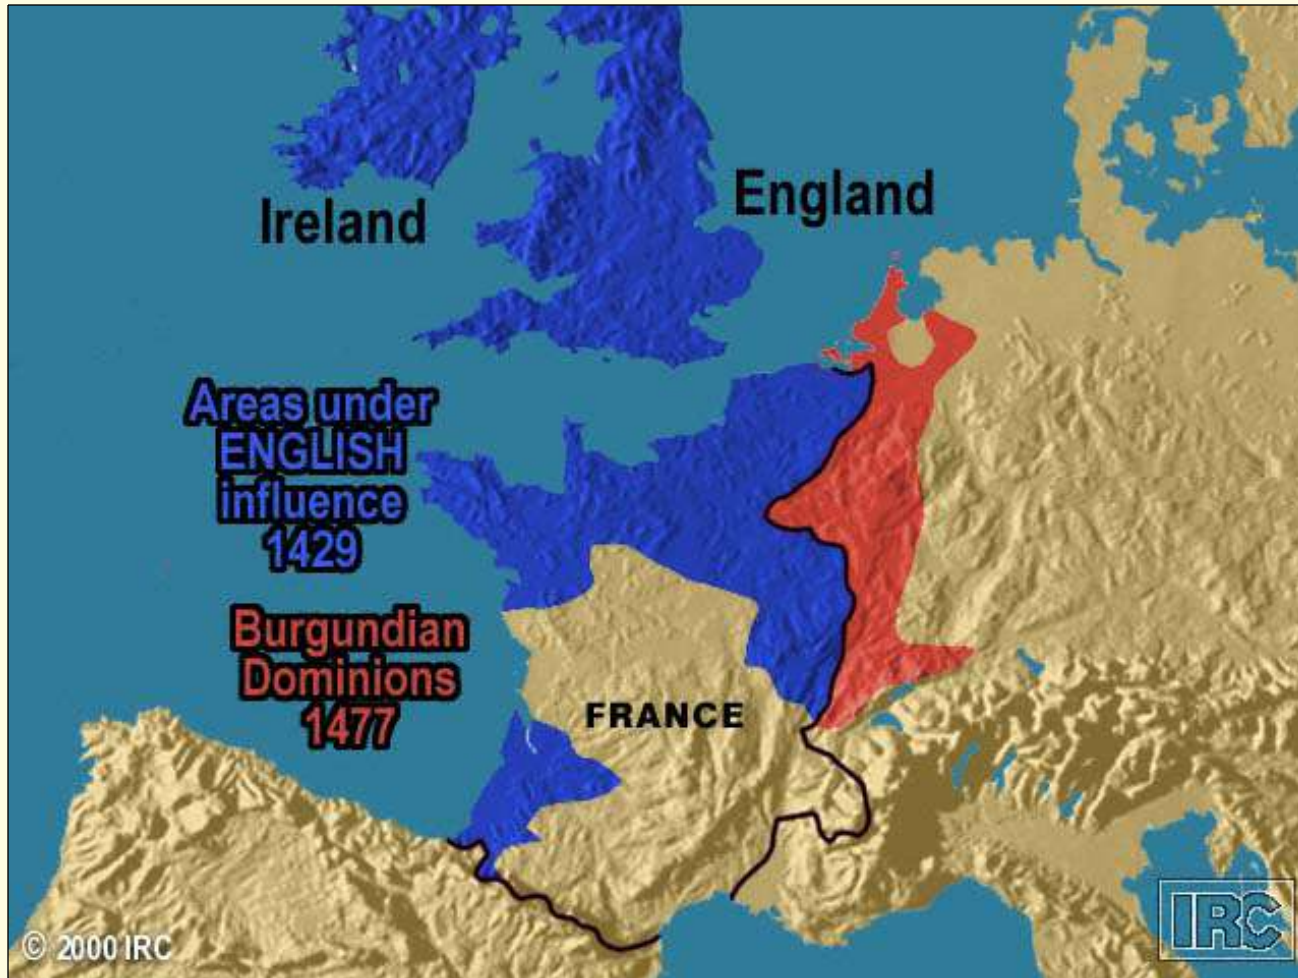 Ireland
England
Areas under
ENGLISH
influence
1429
Burgundian
Dominions
1477
FRANCE
© 2000 IRC
IRC